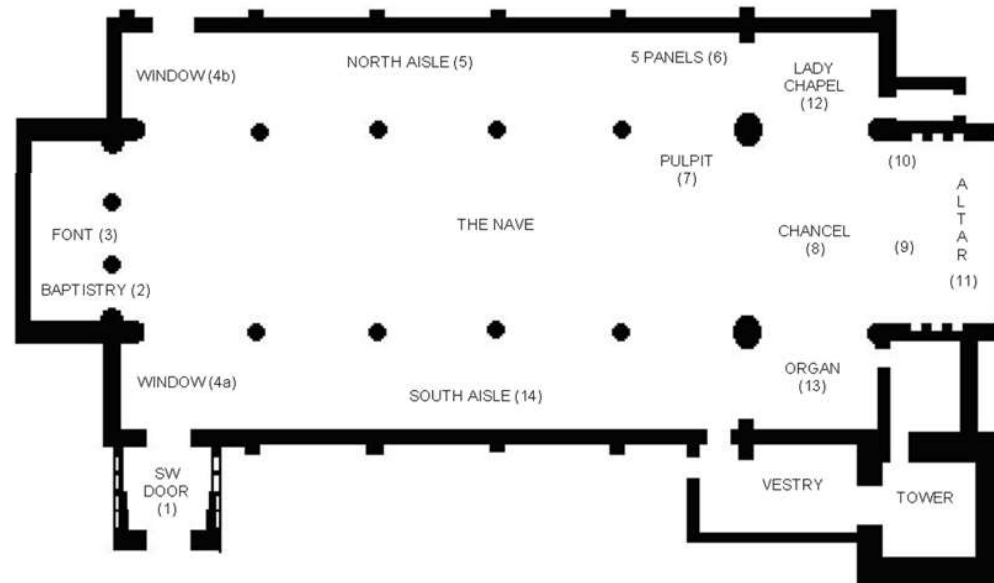 WINDOW (4b)
NORTH AISLE (5)
5 PANELS (6)
LADY
CHAPEL
(12)
PULPIT
(7)
(10)
FONT (3)
THE NAVE
CHANCEL
(8)
(9)
ALTAR
(11)
BAPTISTRY (2)
WINDOW (4a)
SOUTH AISLE (14)
ORGAN
(13)
SW
DOOR
(1)
VESTRY
TOWER